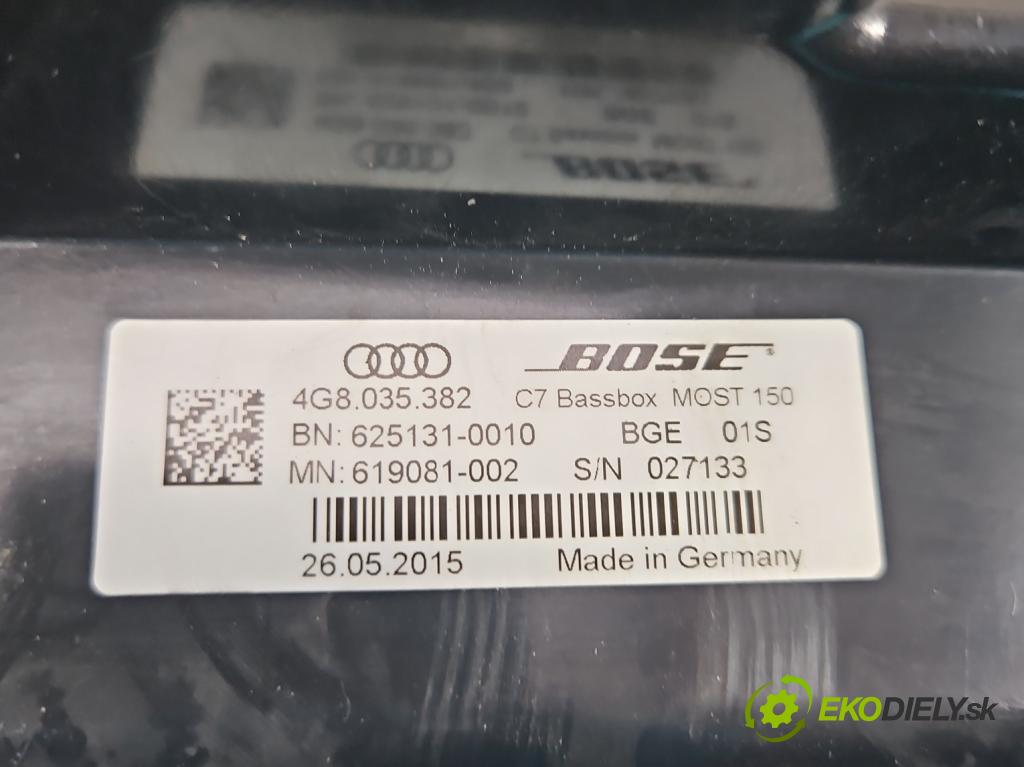 BOSE
BOSE®
4G8.035.382 C7 Bassbox MOST 150
BN: 625131-0010 BGE 01S
MN: 619081-002 S/N 027133
26.05.2015 Made in Germany
EKODIELY.sk